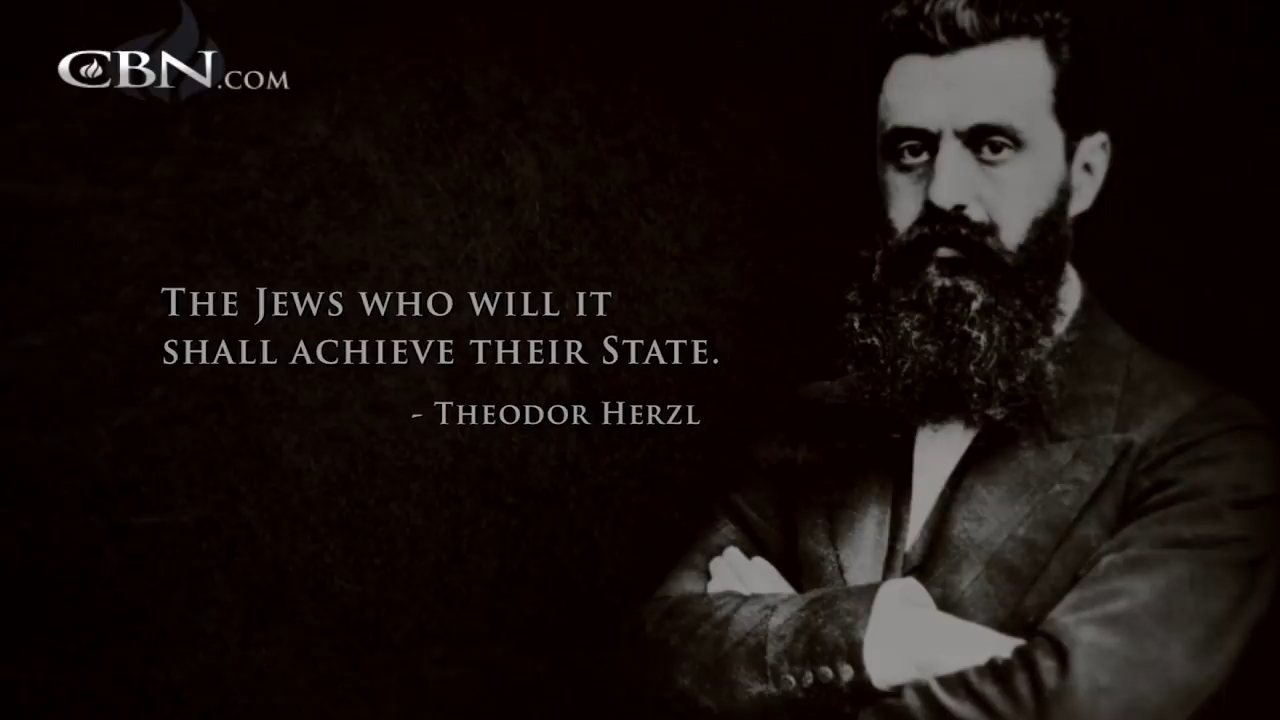 CBN.COM
THE JEWS WHO WILL IT
SHALL ACHIEVE THEIR STATE.
- THEODOR HERZL